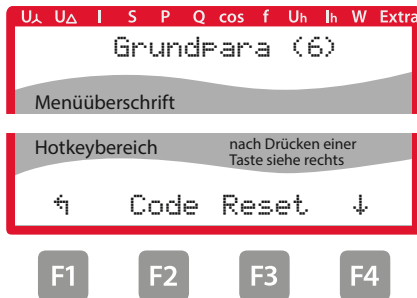 U⅄ U△ I S P Q cos f Uh Ih W Extra
Grundpara (6)
Menüüberschrift
Hotkeybereich
nach Drücken einer
Taste siehe rechts
↰ Code Reset ↓
F1 F2 F3 F4